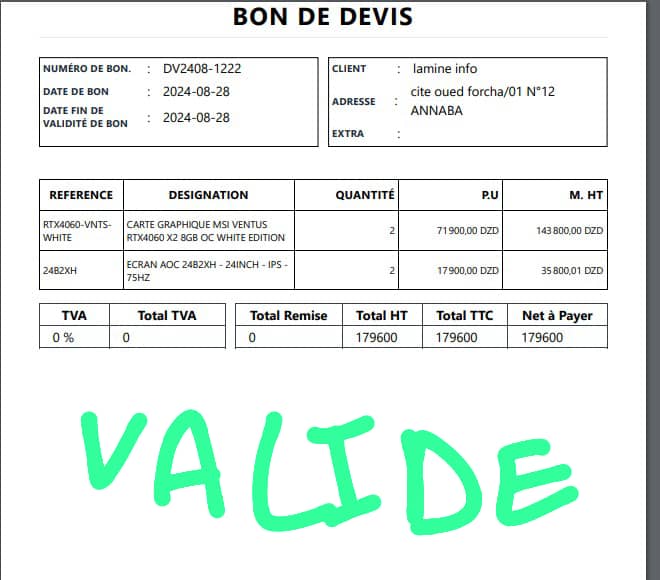 BON DE DEVIS
NUMÉRO DE BON. : DV2408-1222
DATE DE BON : 2024-08-28
DATE FIN DE
VALIDITÉ DE BON : 2024-08-28
CLIENT : lamine info
ADRESSE : cite oued forcha/01 N°12
ANNABA
EXTRA :
REFERENCE DESIGNATION QUANTITÉ P.U M. HT
RTX4060-VNTS-
WHITE
CARTE GRAPHIQUE MSI VENTUS
RTX4060 X2 8GB OC WHITE EDITION
2 71 900,00 DZD 143 800,00 DZD
24B2XH
ECRAN AOC 24B2XH - 24INCH - IPS -
75HZ
2 17 900,00 DZD 35 800,01 DZD
TVA Total TVA
0 % 0
Total Remise Total HT Total TTC Net à Payer
0 179600 179600 179600
VALIDE